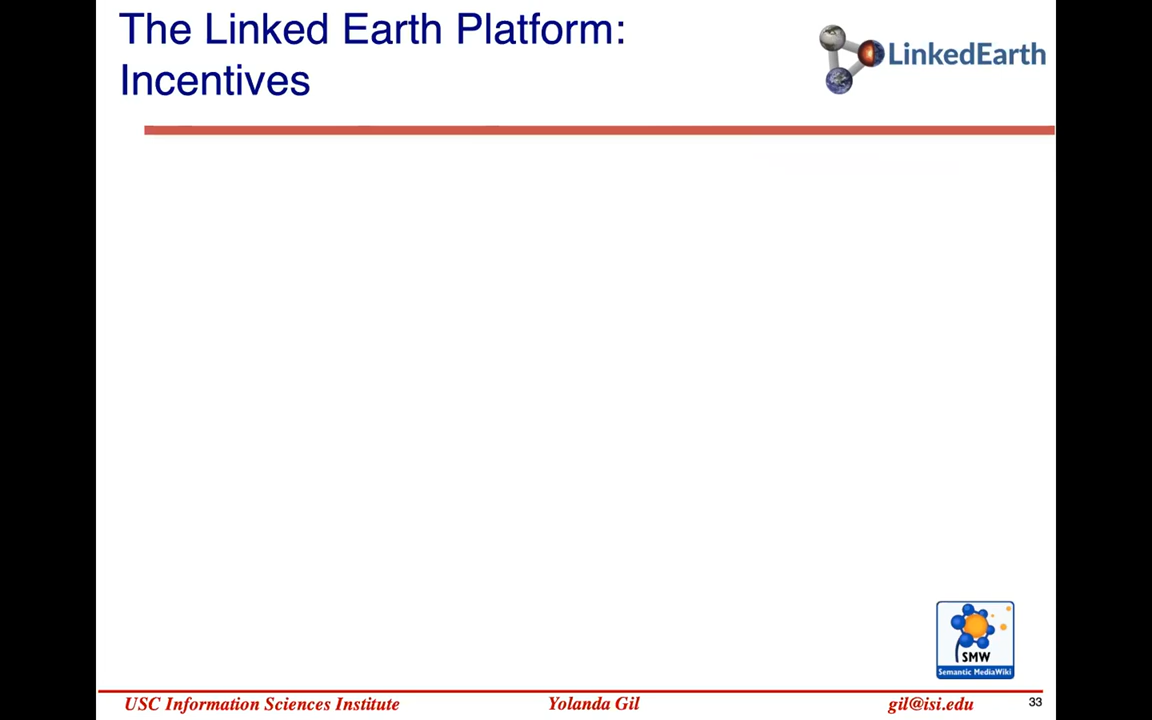 The Linked Earth Platform:
Incentives
LinkedEarth
SMW
Semantic MediaWiki
USC Information Sciences Institute
Yolanda Gil
gil@isi.edu
33